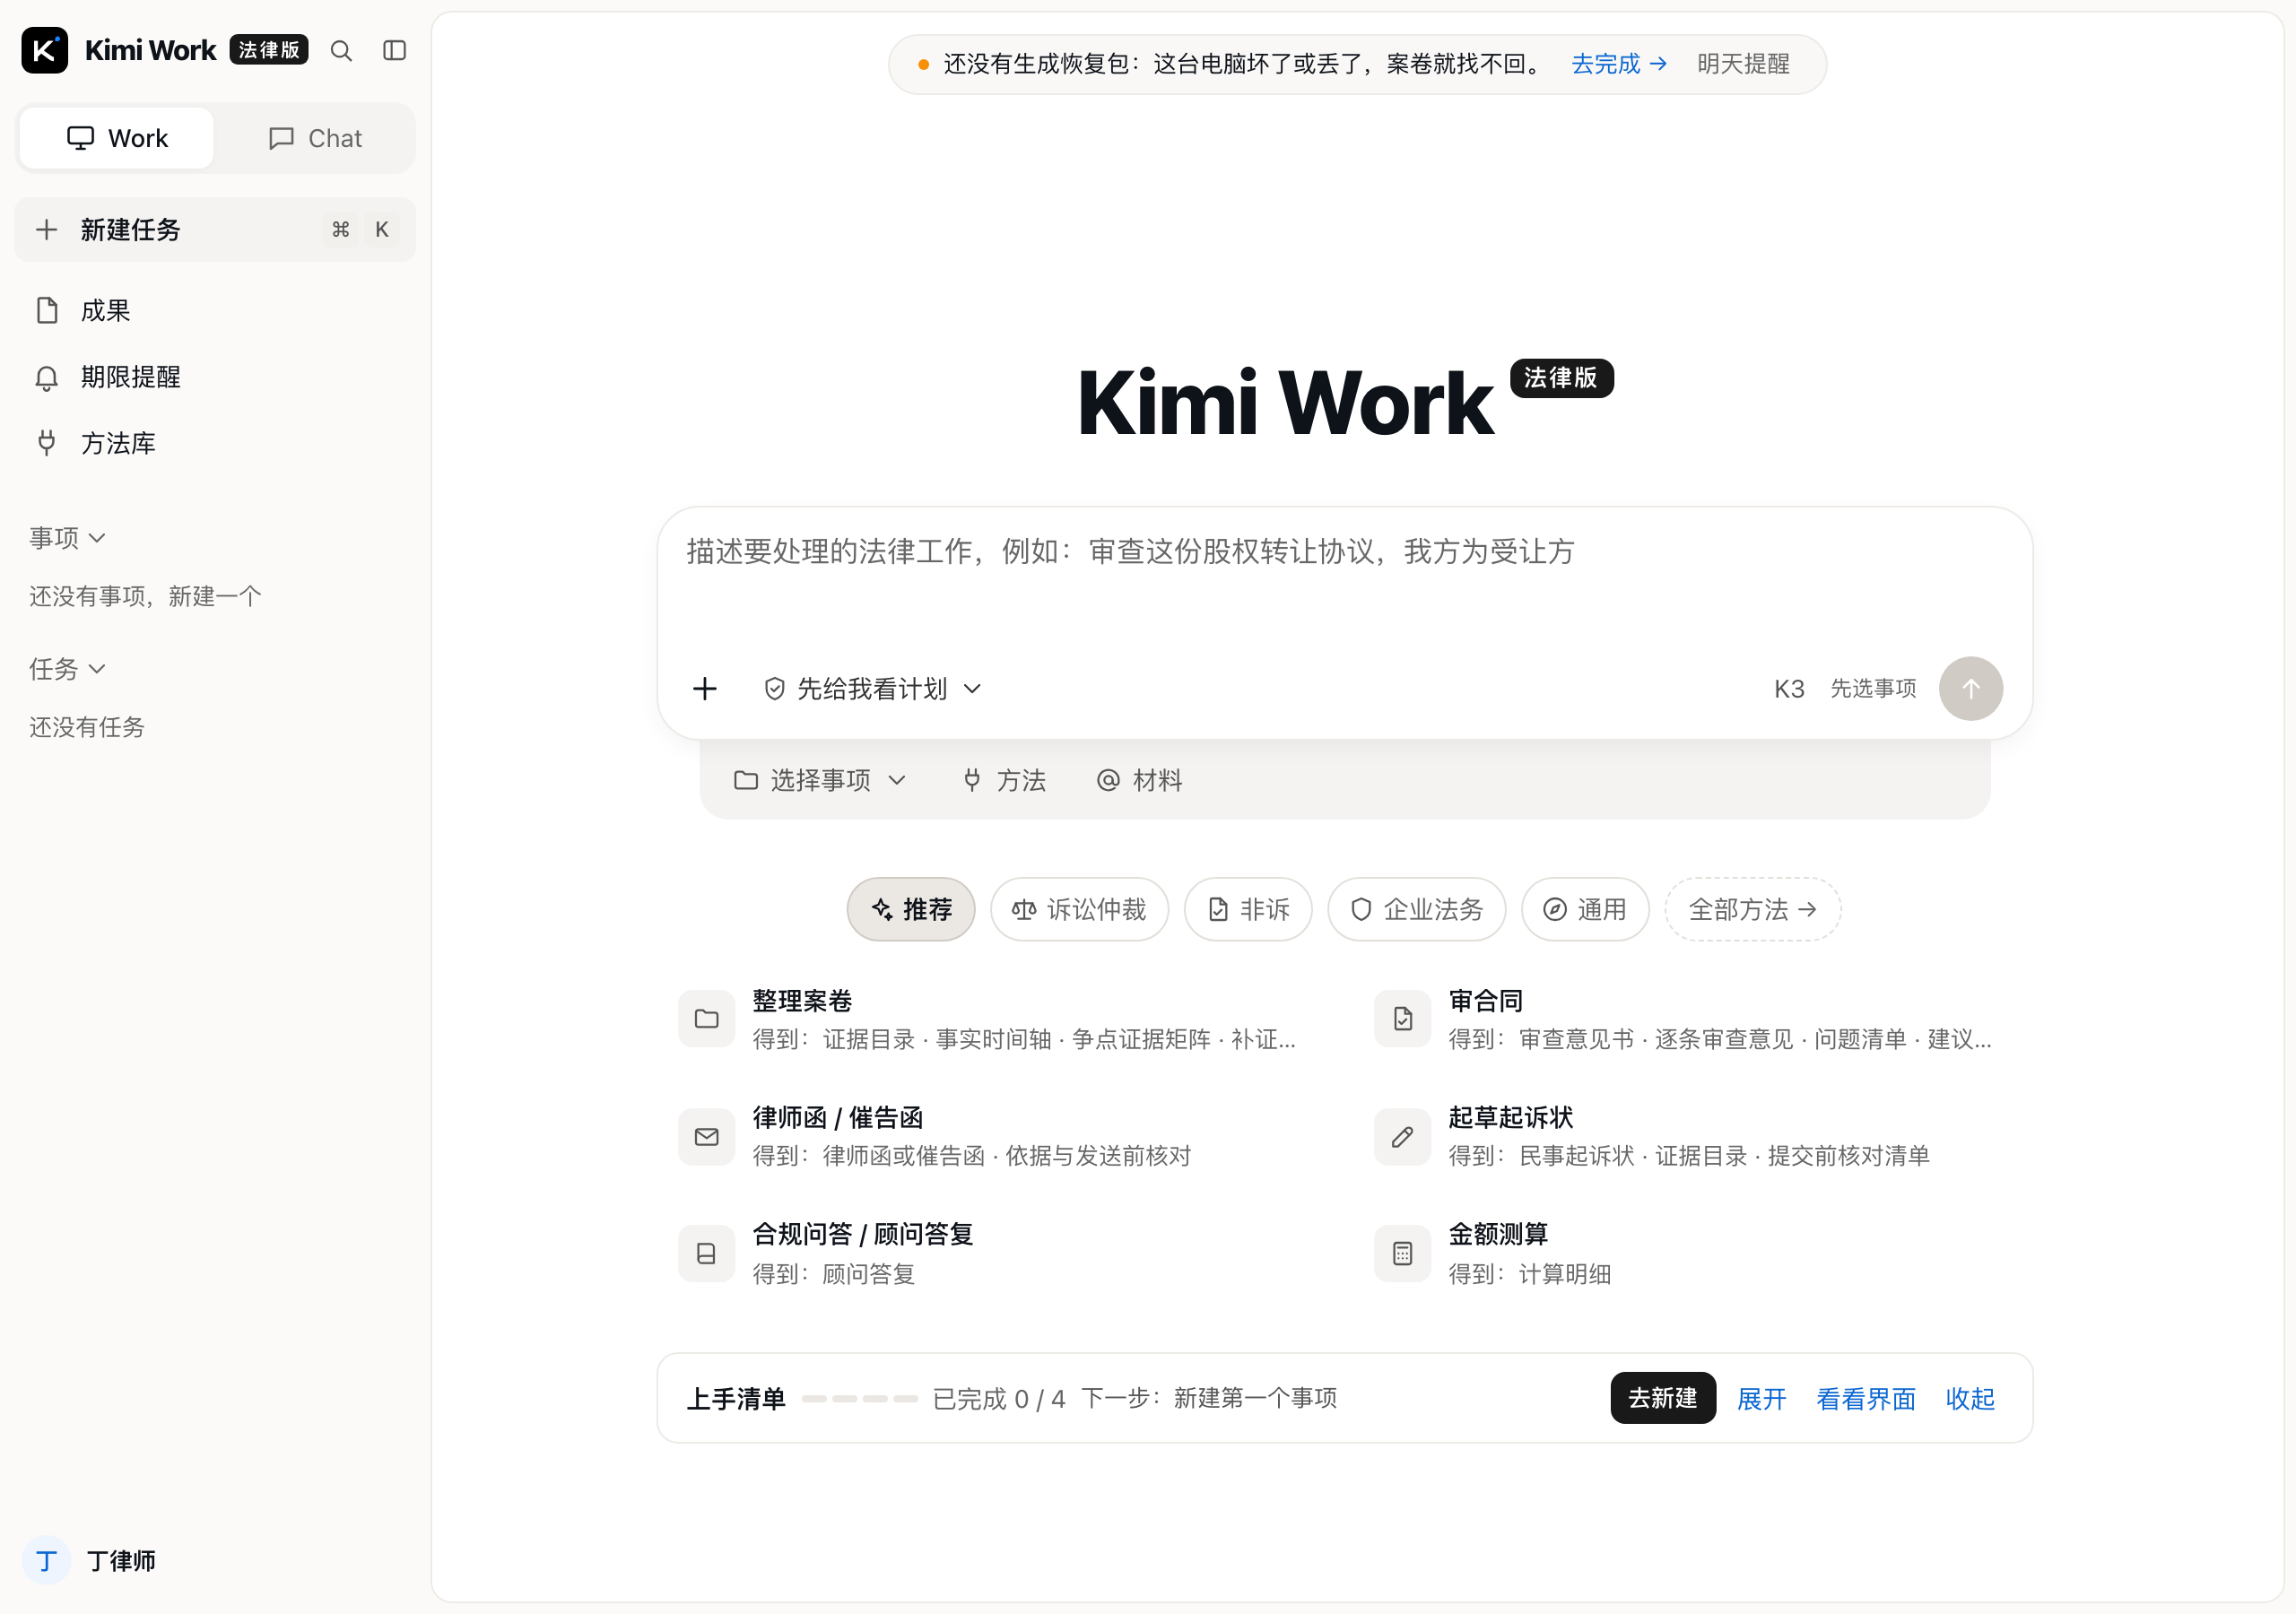 Kimi Work 法律版
Work Chat
新建任务 ⌘ K
成果
期限提醒
方法库
事项
还没有事项，新建一个
任务
还没有任务
丁 丁律师
还没有生成恢复包：这台电脑坏了或丢了，案卷就找不回。 去完成 → 明天提醒
Kimi Work 法律版
描述要处理的法律工作，例如：审查这份股权转让协议，我方为受让方
先给我看计划 K3 先选事项
选择事项 方法 材料
推荐 诉讼仲裁 非诉 企业法务 通用 全部方法 →
整理案卷
得到：证据目录 · 事实时间轴 · 争点证据矩阵 · 补证...
审合同
得到：审查意见书 · 逐条审查意见 · 问题清单 · 建议...
律师函 / 催告函
得到：律师函或催告函 · 依据与发送前核对
起草起诉状
得到：民事起诉状 · 证据目录 · 提交前核对清单
合规问答 / 顾问答复
得到：顾问答复
金额测算
得到：计算明细
上手清单 已完成 0 / 4 下一步：新建第一个事项 去新建 展开 看看界面 收起